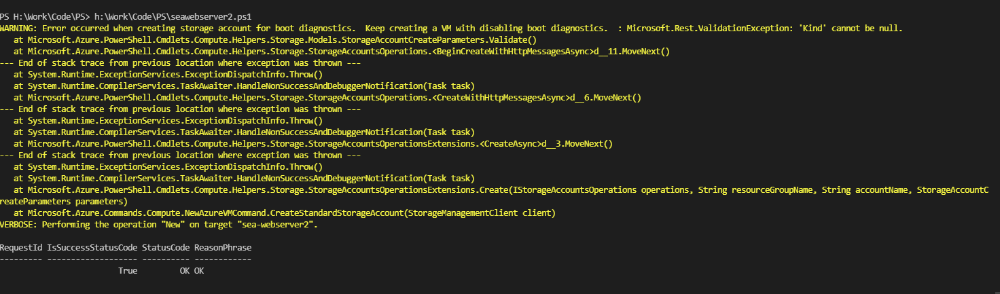 PS H:\Work\Code\PS> h:\Work\Code\PS\seawebserver2.ps1
WARNING: Error occurred when creating storage account for boot diagnostics.  Keep creating a VM with disabling boot diagnostics.  : Microsoft.Rest.ValidationException: 'Kind' cannot be null.
   at Microsoft.Azure.PowerShell.Cmdlets.Compute.Helpers.Storage.Models.StorageAccountCreateParameters.Validate()
   at Microsoft.Azure.PowerShell.Cmdlets.Compute.Helpers.Storage.StorageAccountsOperations.<BeginCreateWithHttpMessagesAsync>d__11.MoveNext()
--- End of stack trace from previous location where exception was thrown ---
   at System.Runtime.ExceptionServices.ExceptionDispatchInfo.Throw()
   at System.Runtime.CompilerServices.TaskAwaiter.HandleNonSuccessAndDebuggerNotification(Task task)
   at Microsoft.Azure.PowerShell.Cmdlets.Compute.Helpers.Storage.StorageAccountsOperations.<CreateWithHttpMessagesAsync>d__6.MoveNext()
--- End of stack trace from previous location where exception was thrown ---
   at System.Runtime.ExceptionServices.ExceptionDispatchInfo.Throw()
   at System.Runtime.CompilerServices.TaskAwaiter.HandleNonSuccessAndDebuggerNotification(Task task)
   at Microsoft.Azure.PowerShell.Cmdlets.Compute.Helpers.Storage.StorageAccountsOperationsExtensions.<CreateAsync>d__3.MoveNext()
--- End of stack trace from previous location where exception was thrown ---
   at System.Runtime.ExceptionServices.ExceptionDispatchInfo.Throw()
   at System.Runtime.CompilerServices.TaskAwaiter.HandleNonSuccessAndDebuggerNotification(Task task)
   at Microsoft.Azure.PowerShell.Cmdlets.Compute.Helpers.Storage.StorageAccountsOperationsExtensions.Create(IStorageAccountsOperations operations, String resourceGroupName, String accountName, StorageAccountC
reateParameters parameters)
   at Microsoft.Azure.Commands.Compute.NewAzureVMCommand.CreateStandardStorageAccount(StorageManagementClient client)
VERBOSE: Performing the operation "New" on target "sea-webserver2".
RequestId IsSuccessStatusCode StatusCode ReasonPhrase
--------- ------------------- ---------- ------------
                         True         OK OK